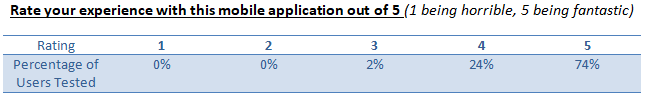 Rate your experience with this mobile application out of 5 (1 being horrible, 5 being fantastic)
Rating 1 2 3 4 5
Percentage of 0% 0% 2% 24% 74%
Users Tested